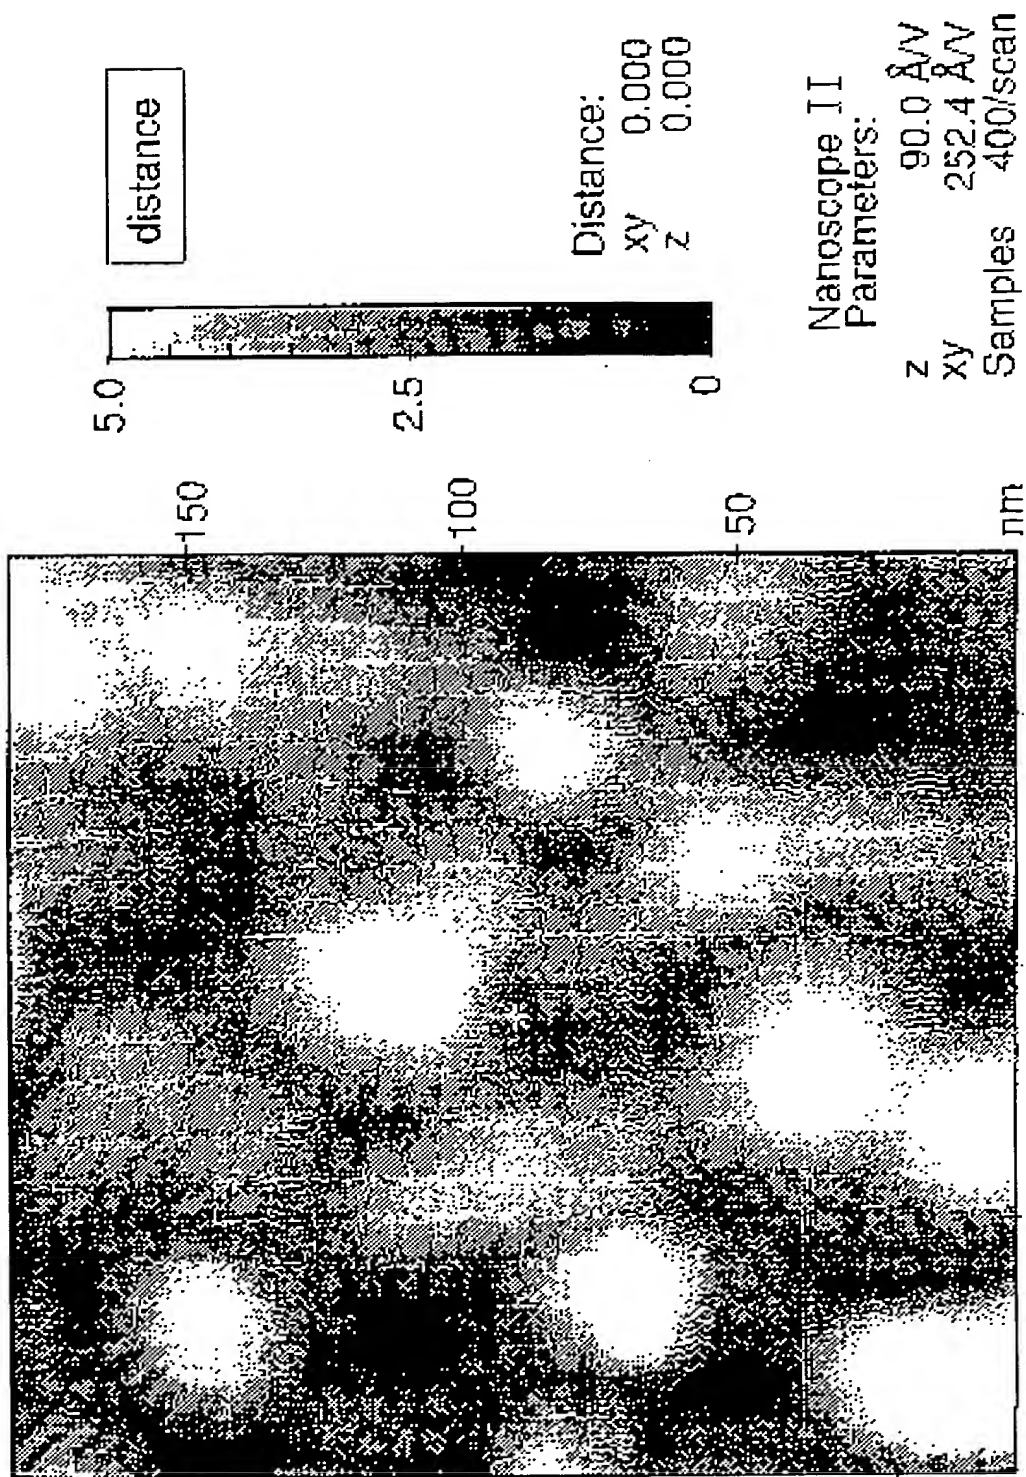 distance
5.0
2.5
0
Distance:
xy 0.000
z 0.000
150
100
50
nm
Nanoscope II
Parameters:
z 90.0 Å/V
xy 252.4 Å/V
Samples 400/scan